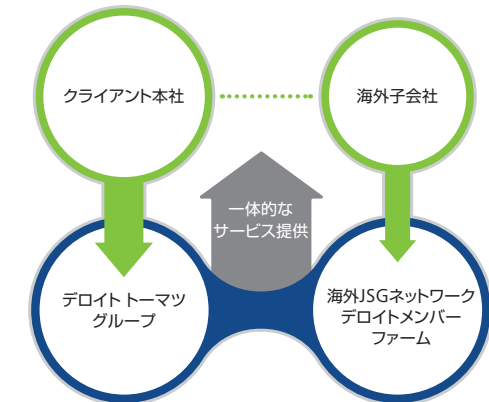 クライアント本社
海外子会社
一体的な
サービス提供
デロイト トーマツ
グループ
海外JSGネットワーク
デロイトメンバー
ファーム